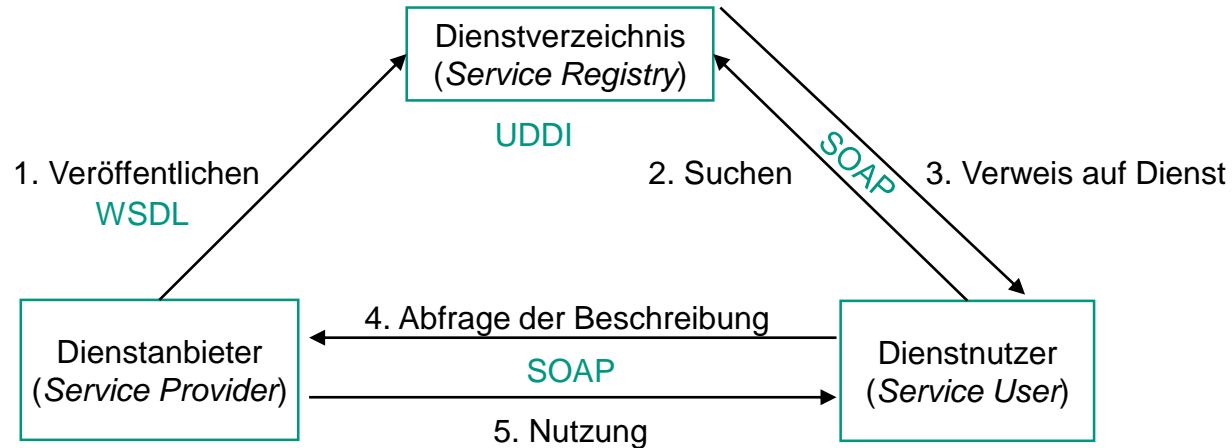 Dienstverzeichnis
(Service Registry)
UDDI
1. Veröffentlichen
WSDL
2. Suchen
SOAP
3. Verweis auf Dienst
4. Abfrage der Beschreibung
SOAP
5. Nutzung
Dienstanbieter
(Service Provider)
Dienstnutzer
(Service User)